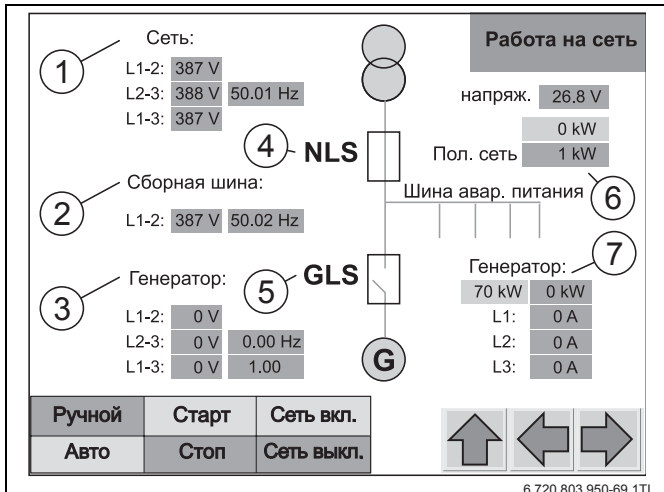 Сеть:
Работа на сеть
1
L1-2: 387 V
L2-3: 388 V 50.01 Hz
L1-3: 387 V
напряж. 26.8 V
0 kW
Пол. сеть 1 kW
4 NLS
6
Сборная шина:
Шина авар. питания
2
L1-2: 387 V 50.02 Hz
7
Генератор:
5 GLS
Генератор:
3
L1-2: 0 V
L2-3: 0 V 0.00 Hz
L1-3: 0 V 1.00
70 kW 0 kW
L1: 0 A
L2: 0 A
L3: 0 A
G
Ручной Старт Сеть вкл.
Авто Стоп Сеть выкл.
6 720 803 950-69.1TL